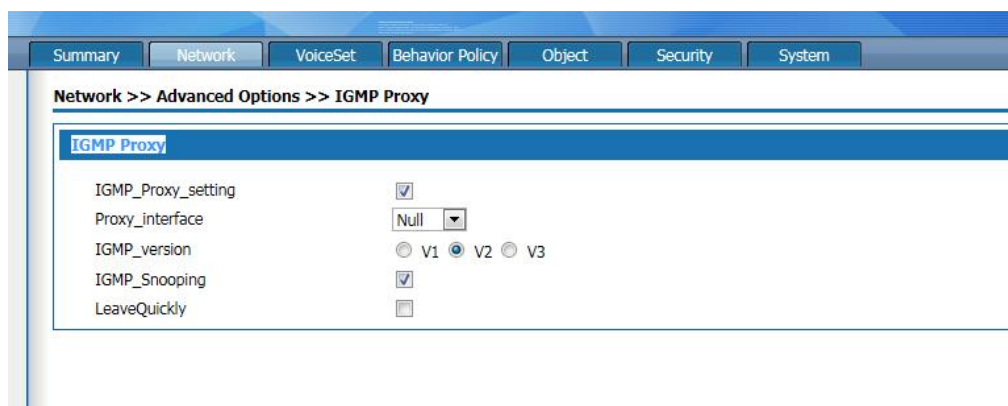 Summary Network VoiceSet Behavior Policy Object Security System
Network >> Advanced Options >> IGMP Proxy
IGMP Proxy
IGMP_Proxy_setting
Proxy_interface Null
IGMP_version V1 V2 V3
IGMP_Snooping
LeaveQuickly